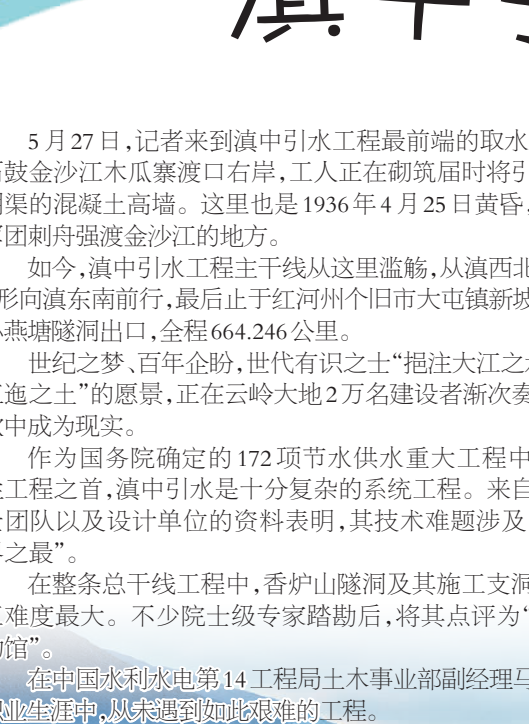 滇中
5月27日,记者来到滇中引水工程最前端的取水
石鼓金沙江木瓜寨渡口右岸,工人正在砌筑届时将引
明渠的混凝土高墙。这里也是1936年4月25日黄昏,
军团刺舟强渡金沙江的地方。
如今,滇中引水工程主干线从这里滥觞,从滇西北
形向滇东南前行,最后止于红河州个旧市大屯镇新坡
小燕塘隧洞出口,全程664.246公里。
世纪之梦、百年企盼,世代有识之士“挹注大江之水
迤之土”的愿景,正在云岭大地2万名建设者渐次奏
中成为现实。
作为国务院确定的172项节水供水重大工程中
工程之首,滇中引水是十分复杂的系统工程。来自
团队以及设计单位的资料表明,其技术难题涉及
之最”。
在整条总干线工程中,香炉山隧洞及其施工支洞
工难度最大。不少院士级专家踏勘后,将其点评为“
物馆”。
在中国水利水电第14工程局土木事业部副经理马
职业生涯中,从未遇到如此艰难的工程。